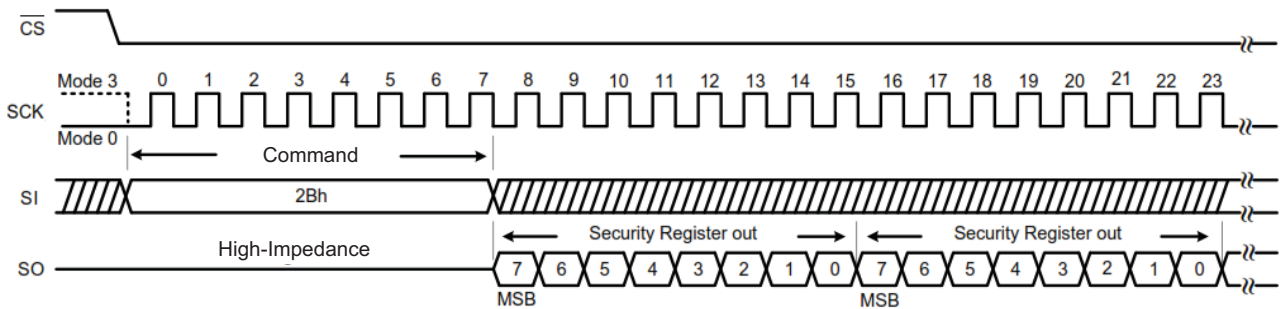 CS
Mode 3 0 1 2 3 4 5 6 7 8 9 10 11 12 13 14 15 16 17 18 19 20 21 22 23
SCK
Mode 0
Command
SI 2Bh
High-Impedance Security Register out Security Register out
SO 7 6 5 4 3 2 1 0 7 6 5 4 3 2 1 0
MSB MSB